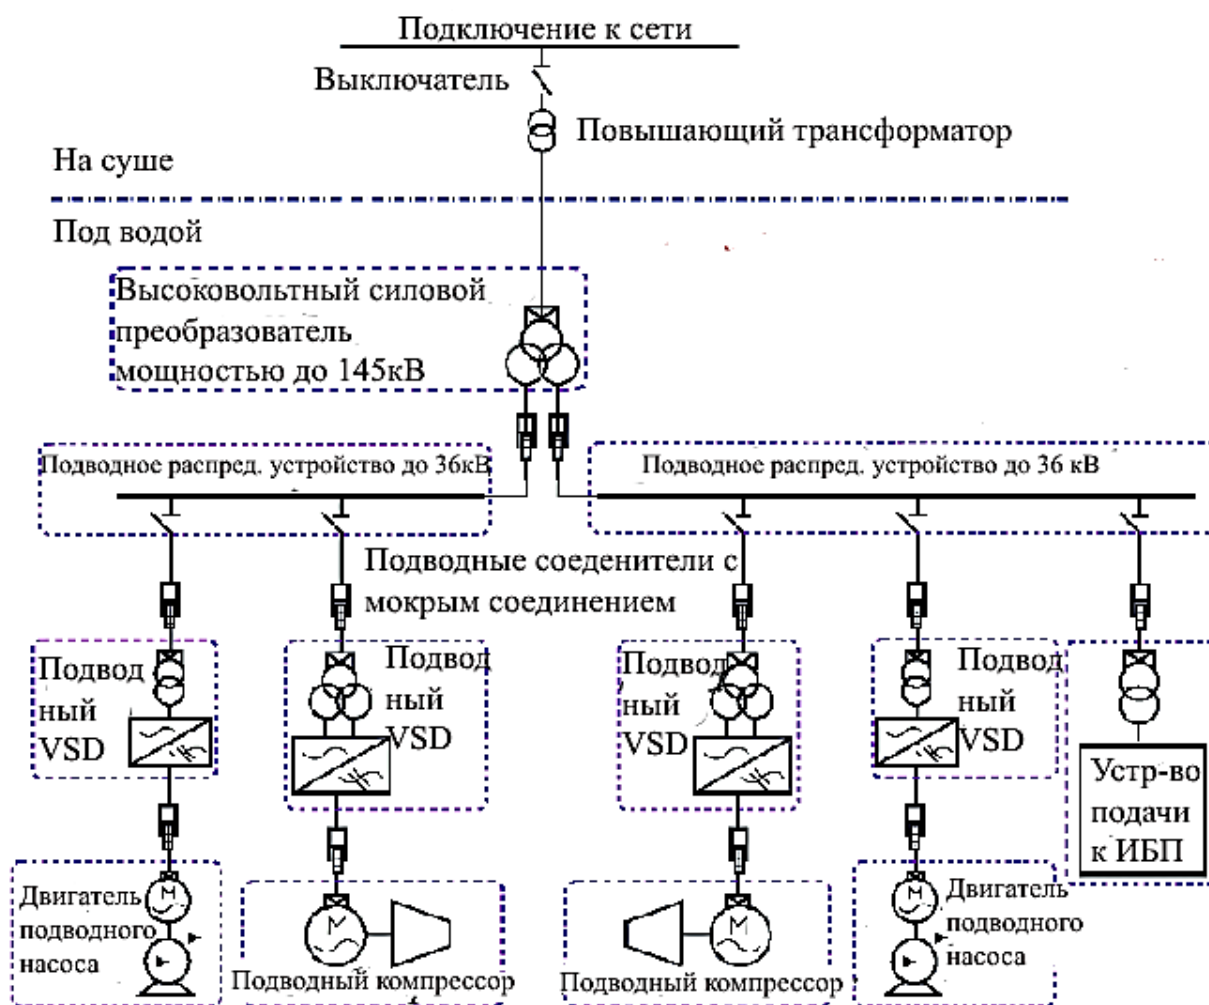 Подключение к сети
Выключатель
Повышающий трансформатор
На суше
Под водой
Высоковольтный силовой
преобразователь
мощностью до 145кВ
Подводное распред. устройство до 36кВ
Подводное распред. устройство до 36 кВ
Подводные соеденители с
мокрым соединением
Подвод
ный
VSD
Подвод
ный
VSD
Подвод
ный
VSD
Подвод
ный
VSD
Устр-во
подачи
к ИБП
Двигатель
подводного
насоса
M
M
Подводный компрессор
M
Подводный компрессор
M
Двигатель
подводного
насоса